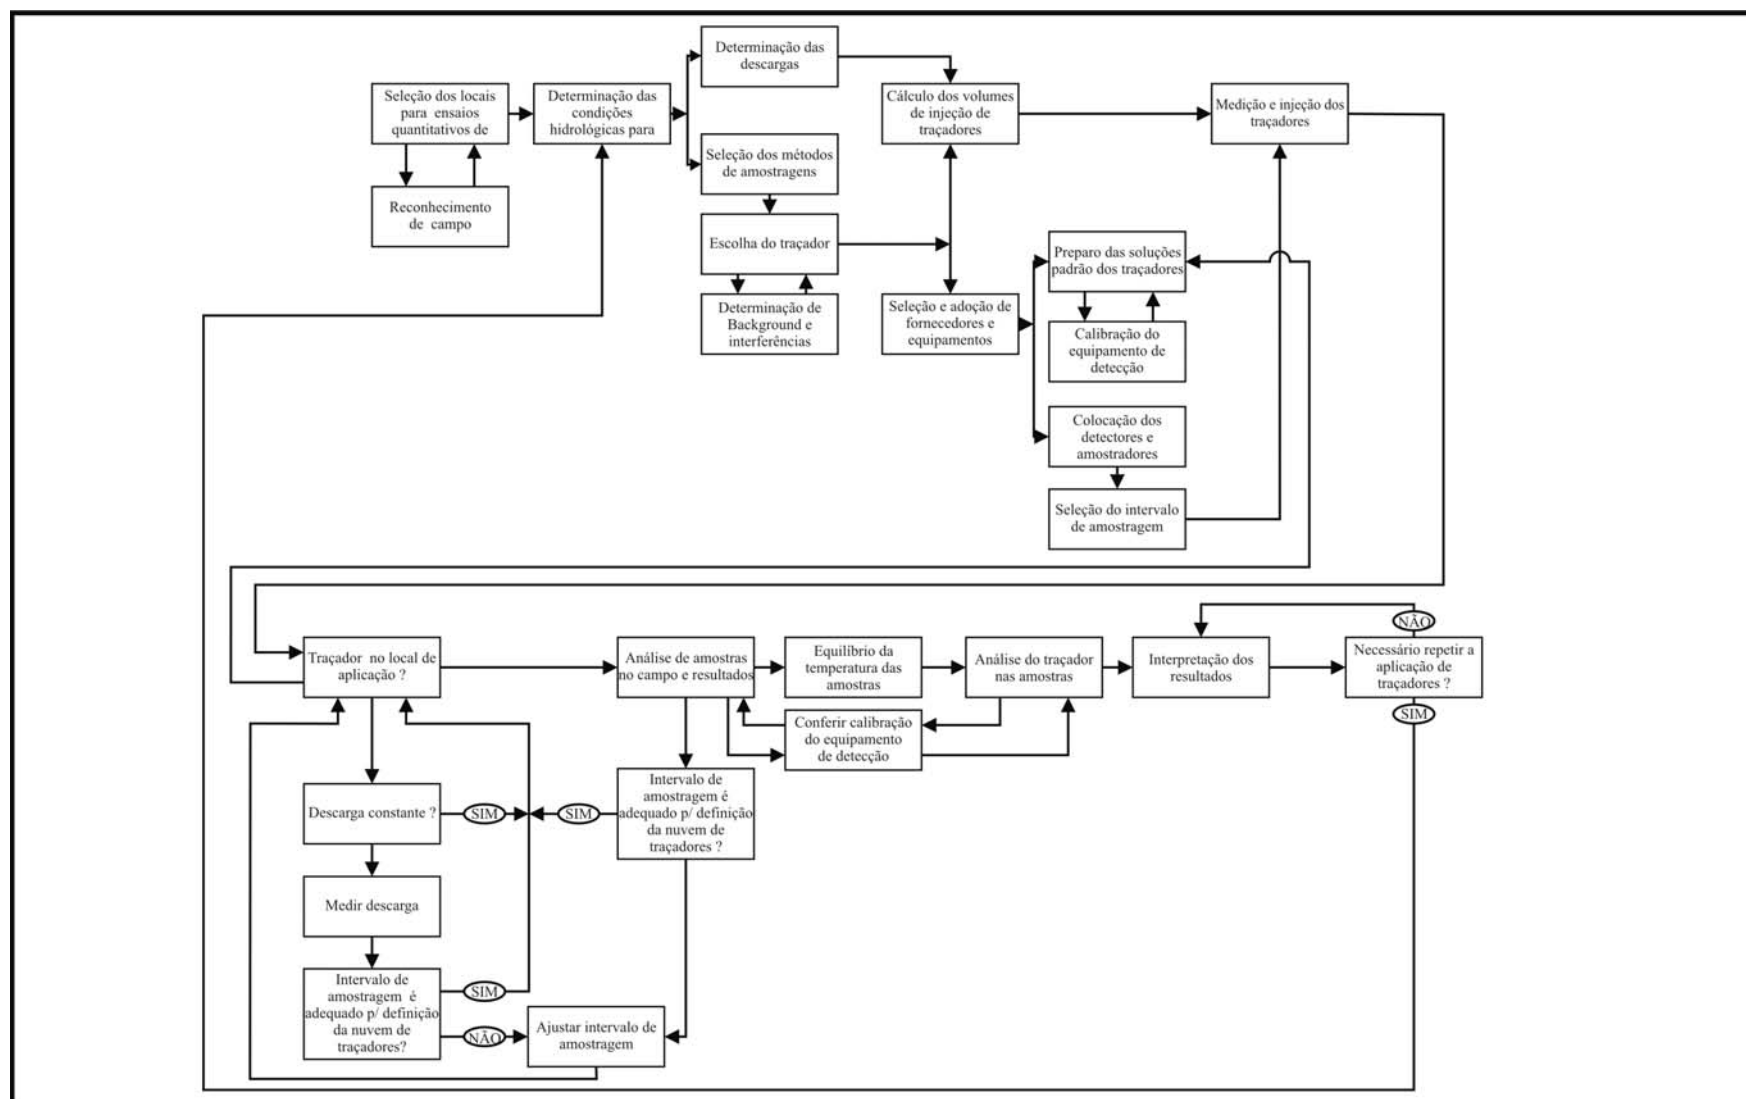 Determinação das
descargas
Seleção dos locais
para ensaios
quantitativos de
Determinação das
condições
hidrológicas para
Cálculo dos volumes
de injeção de
traçadores
Medição e injeção dos
traçadores
Seleção dos métodos
de amostragens
Reconhecimento
de campo
Escolha do traçador
Preparo das soluções
padrão dos traçadores
Determinação de
Background e
interferências
Seleção e adoção de
fornecedores e
equipamentos
Calibração do
equipamento de
detecção
Colocação dos
detectores e
amostradores
Seleção do intervalo
de amostragem
NÃO
Traçador no local de
aplicação ?
Análise de amostras
no campo e resultados
Equilíbrio da
temperatura das
amostras
Análise do traçador
nas amostras
Interpretação dos
resultados
Necessário repetir a
aplicação de
traçadores ?
SIM
Conferir calibração
do equipamento
de detecção
Descarga constante ?
SIM
SIM
Intervalo de
amostragem é
adequado p/ definição
da nuvem de
traçadores ?
Medir descarga
Intervalo de
amostragem é
adequado p/ definição
da nuvem de
traçadores?
SIM
NÃO
Ajustar intervalo de
amostragem